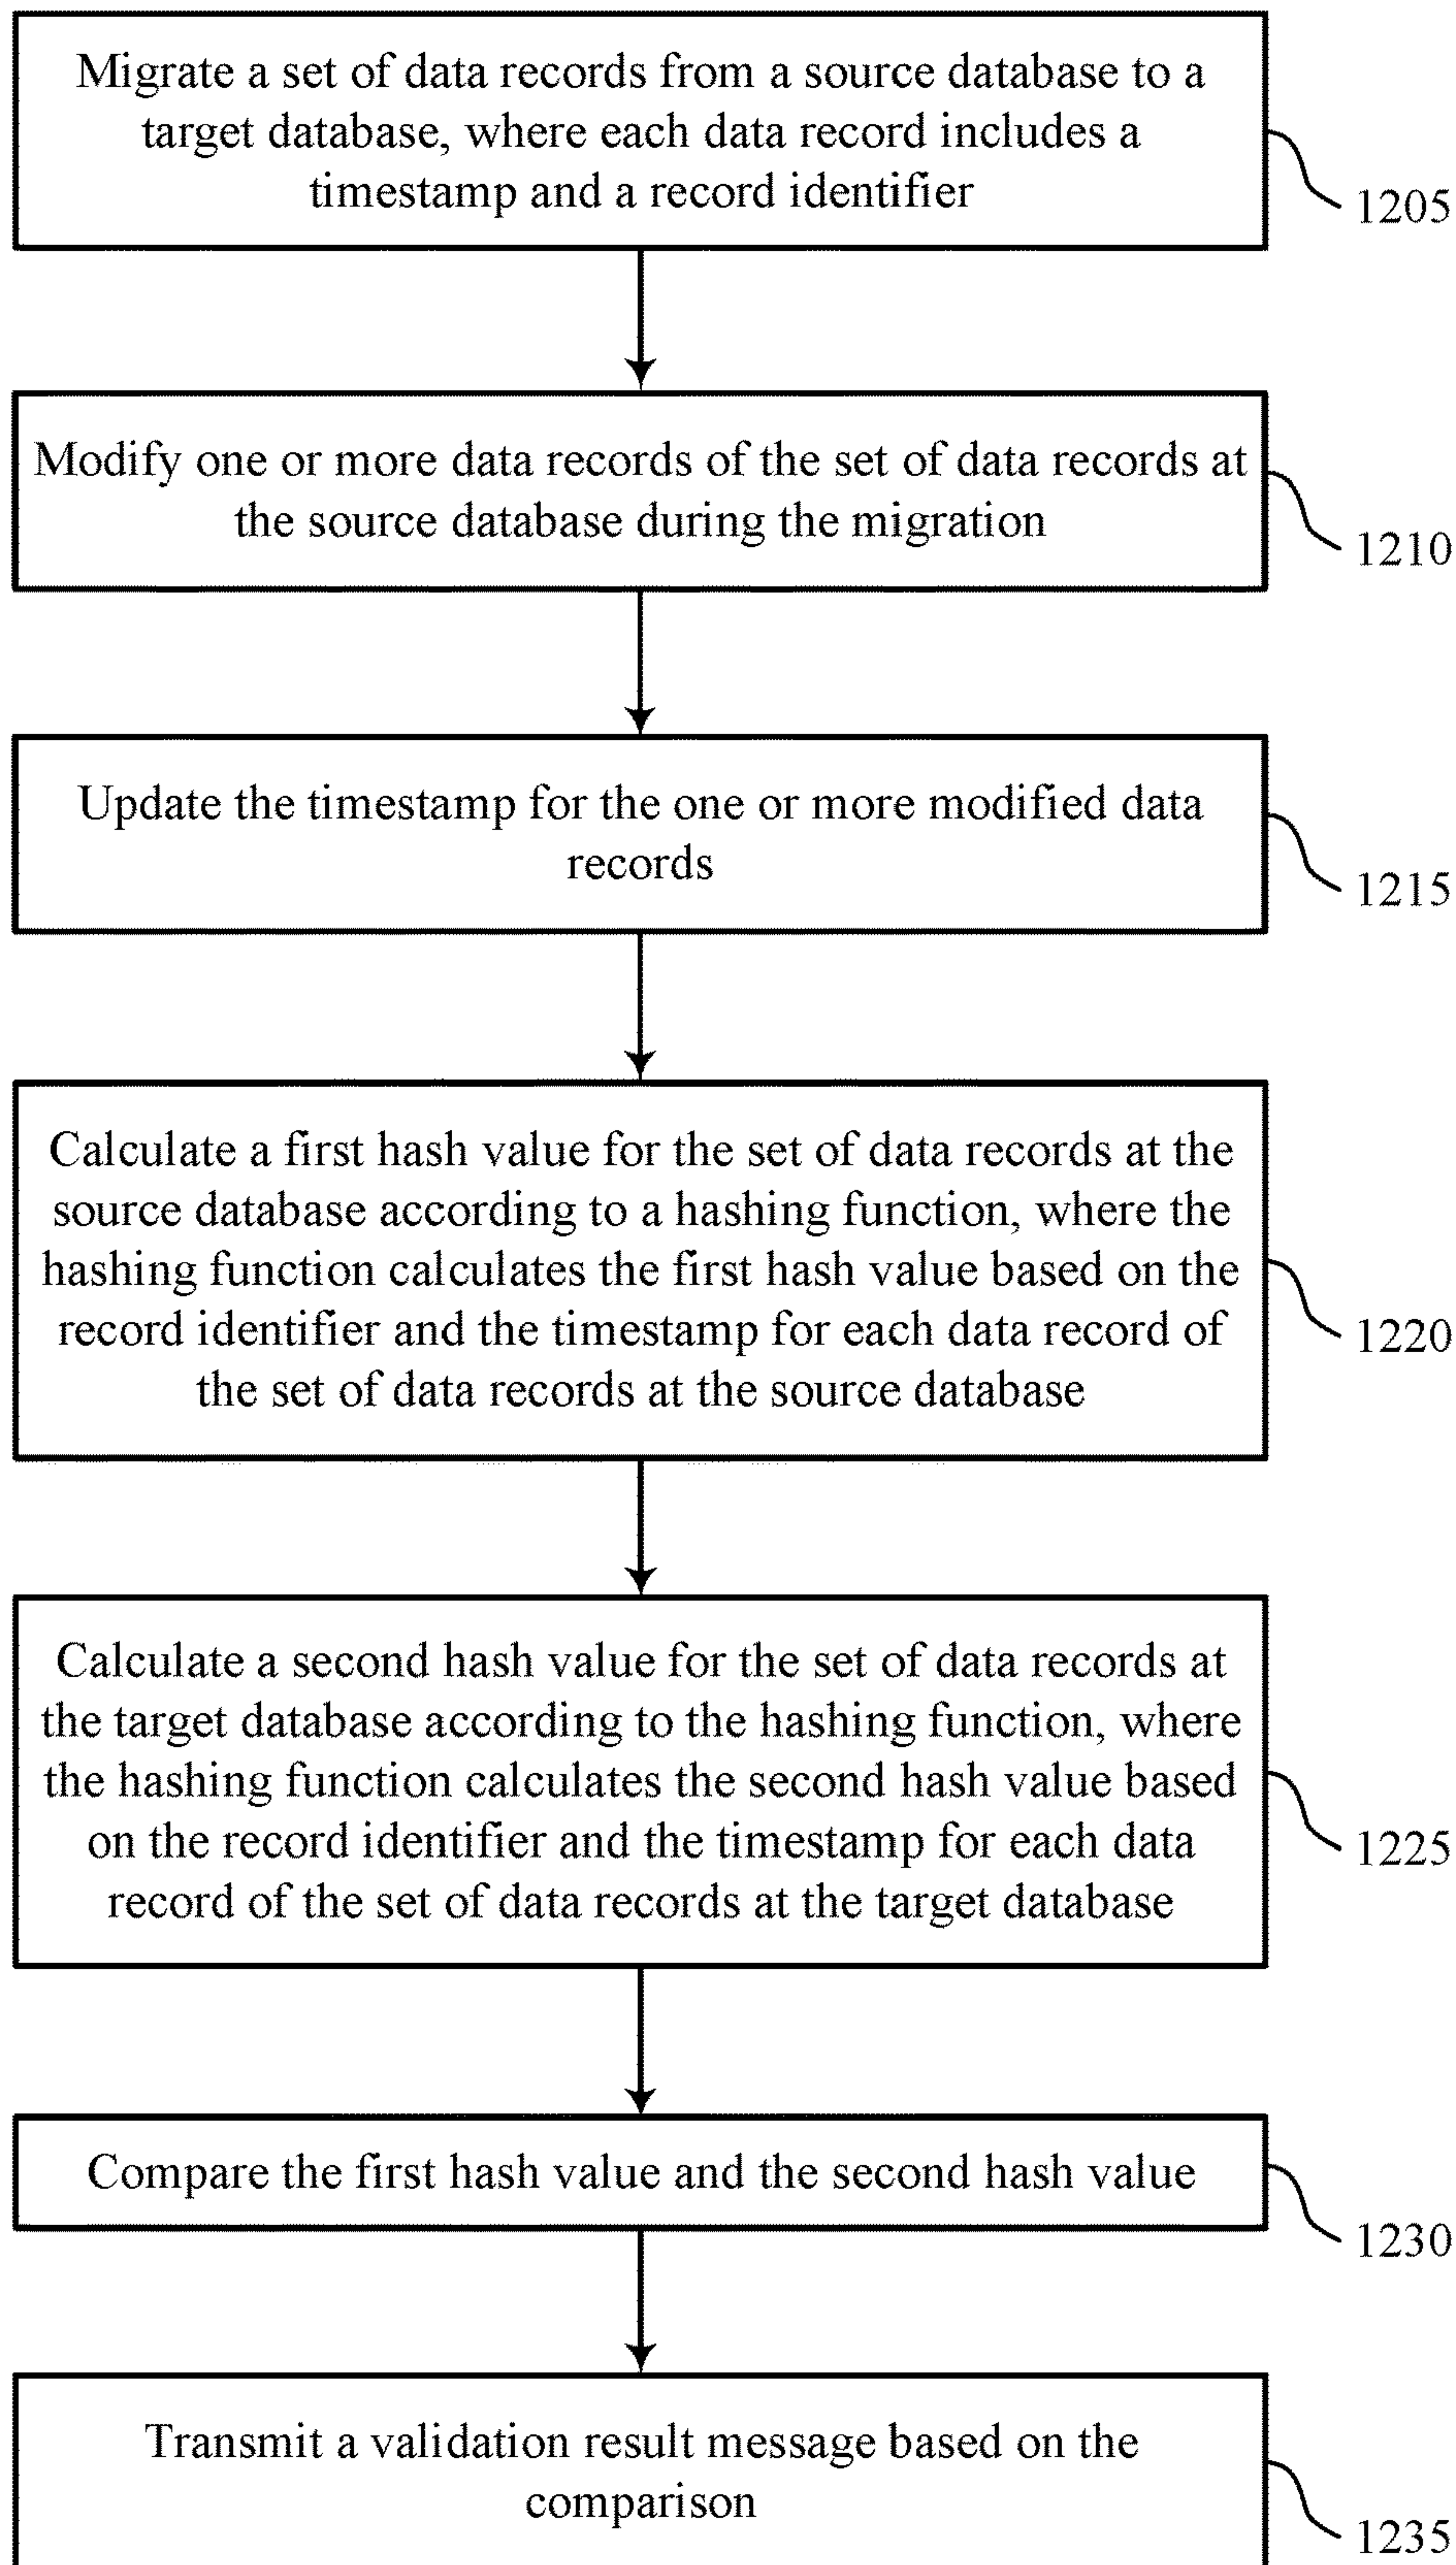 Migrate a set of data records from a source database to a
target database, where each data record includes a
timestamp and a record identifier
1205
Modify one or more data records of the set of data records at
the source database during the migration
1210
Update the timestamp for the one or more modified data
records
1215
Calculate a first hash value for the set of data records at the
source database according to a hashing function, where the
hashing function calculates the first hash value based on the
record identifier and the timestamp for each data record of
the set of data records at the source database
1220
Calculate a second hash value for the set of data records at
the target database according to the hashing function, where
the hashing function calculates the second hash value based
on the record identifier and the timestamp for each data
record of the set of data records at the target database
1225
Compare the first hash value and the second hash value
1230
Transmit a validation result message based on the
comparison
1235